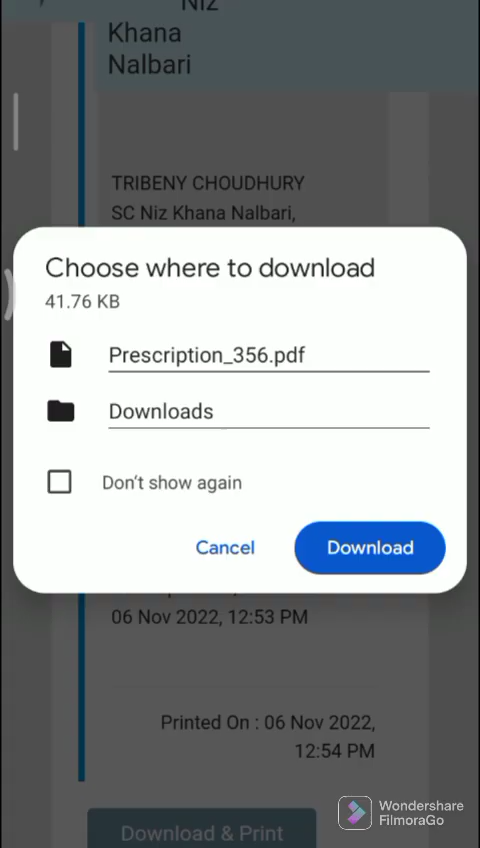 Niz
Khana
Nalbari
TRIBENY CHOUDHURY
SC Niz Khana Nalbari,
Choose where to download
41.76 KB
Prescription_356.pdf
Downloads
Don't show again
Cancel
Download
06 Nov 2022, 12:53 PM
Printed On : 06 Nov 2022,
12:54 PM
Download & Print
Wondershare
FilmoraGo